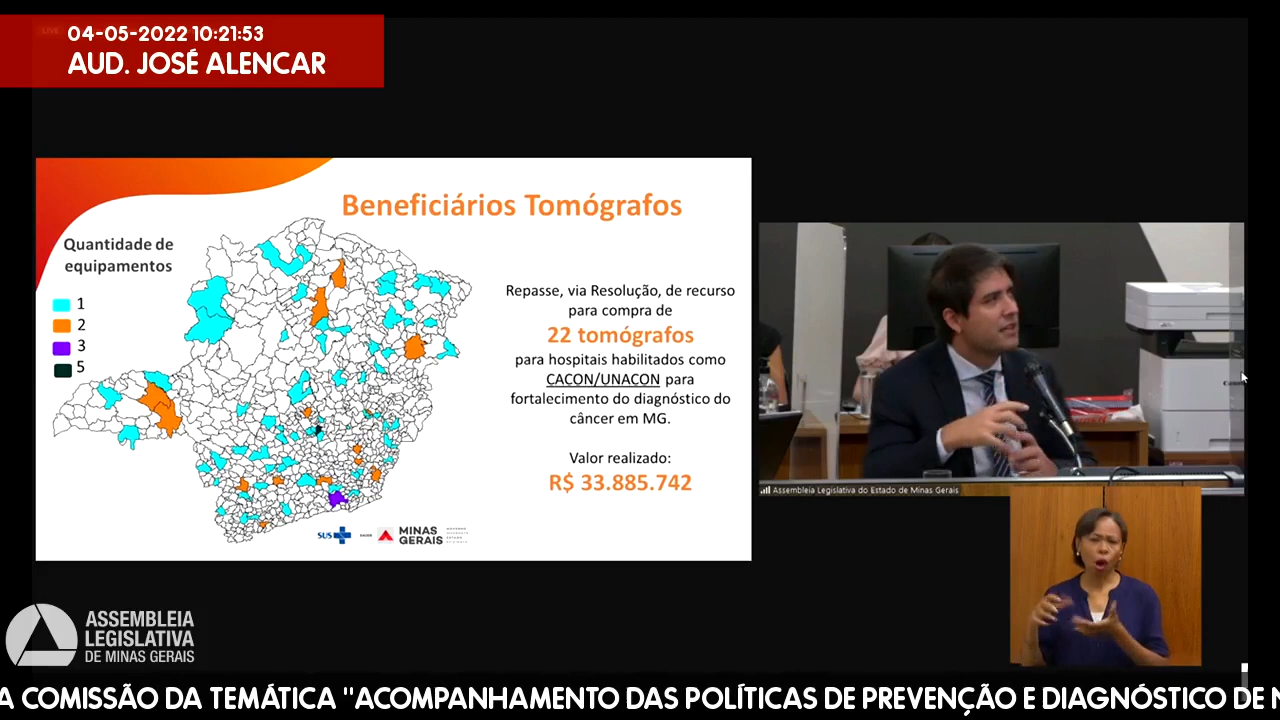 04-05-2022 10:21:53
AUD. JOSÉ ALENCAR
Beneficiários Tomógrafos
Quantidade de
equipamentos
1
2
3
5
Repasse, via Resolução, de recurso
para compra de
22 tomógrafos
para hospitais habilitados como
CACON/UNACON para
fortalecimento do diagnóstico do
câncer em MG.
Valor realizado:
R$ 33.885.742
SUS
SAÚDE
MINAS
GERAIS
Assembleia Legislativa do Estado de Minas Gerais
ASSEMBLEIA
LEGISLATIVA
DE MINAS GERAIS
A COMISSÃO DA TEMÁTICA "ACOMPANHAMENTO DAS POLÍTICAS DE PREVENÇÃO E DIAGNÓSTICO DE